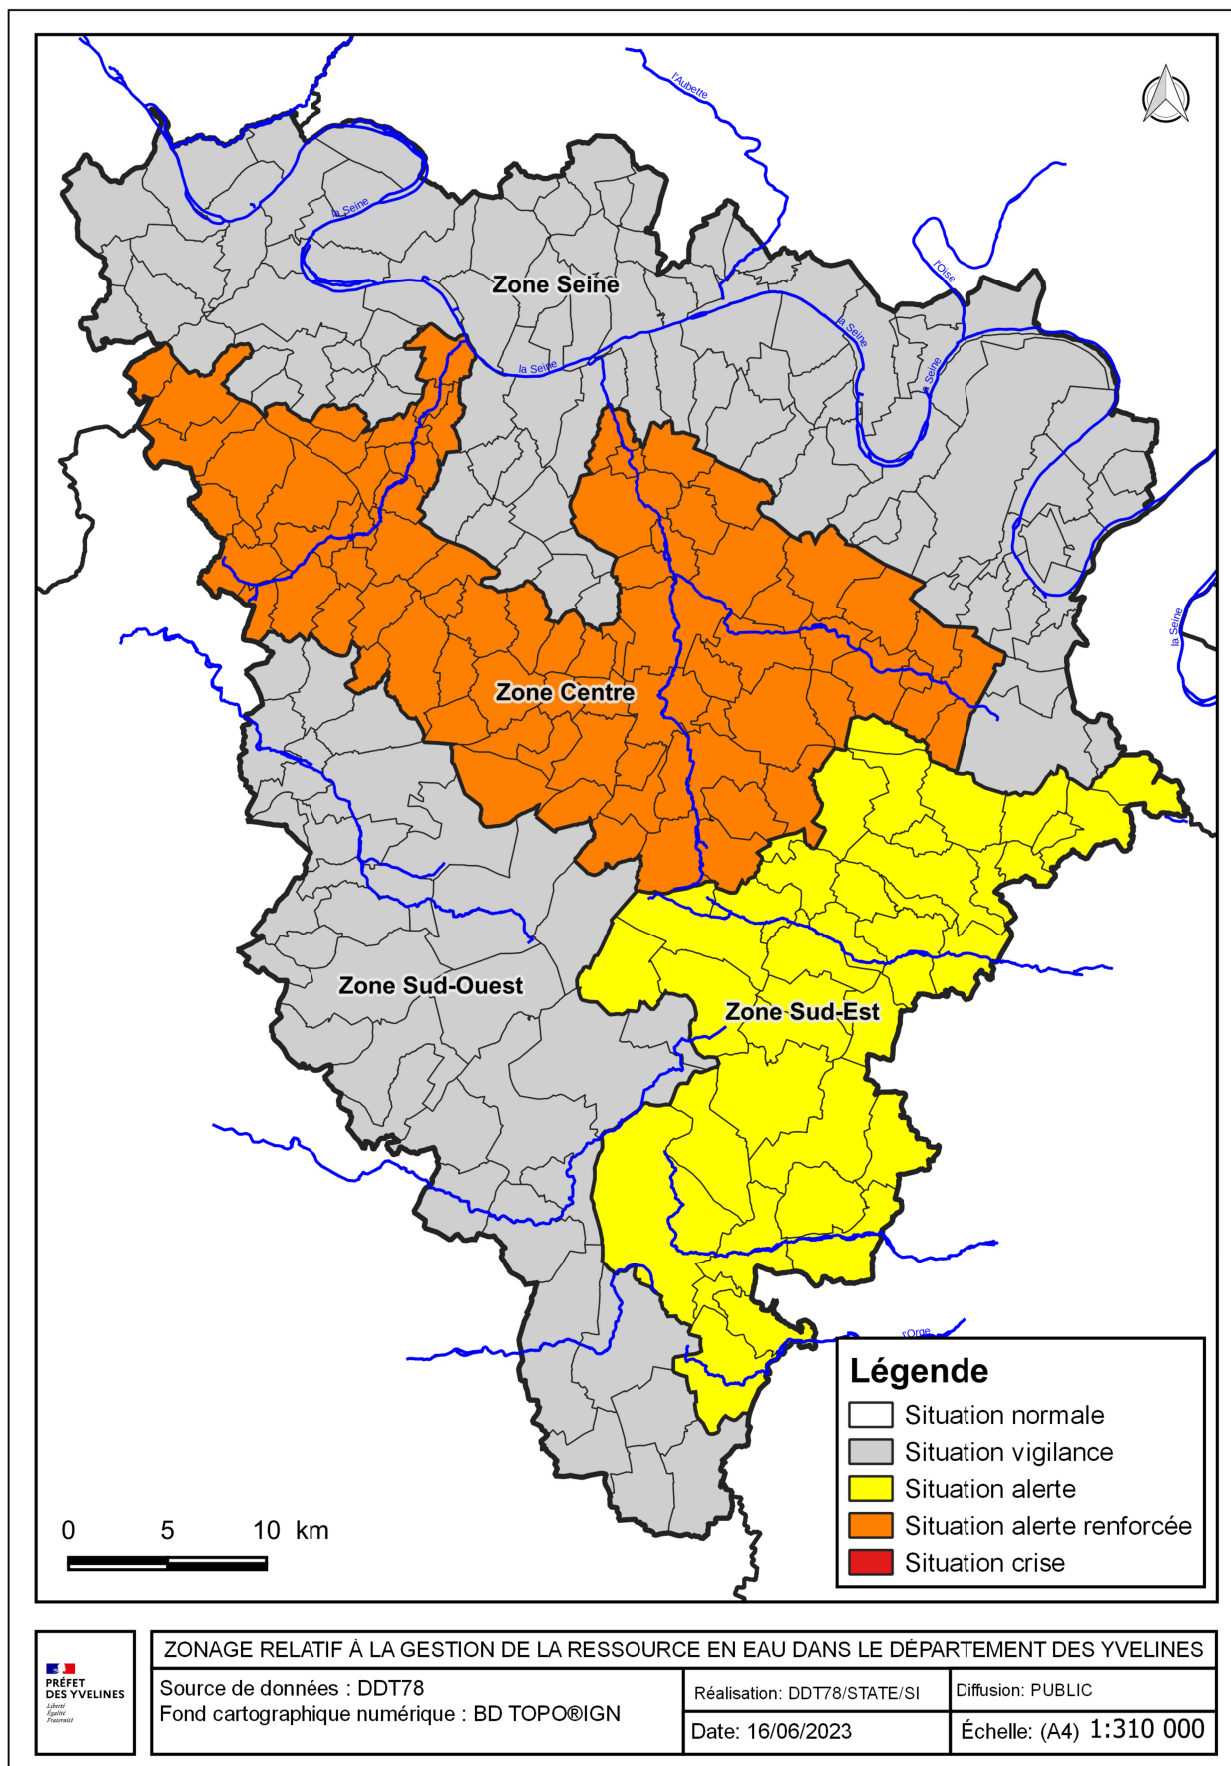 l'Aubette
la Seine
l'Oise
Zone Seine
la Seine
la Seine
la Seine
la Seine
Zone Centre
Zone Sud-Ouest
Zone Sud-Est
l'Orge
Légende
Situation normale
Situation vigilance
Situation alerte
Situation alerte renforcée
Situation crise
0 5 10 km
ZONAGE RELATIF À LA GESTION DE LA RESSOURCE EN EAU DANS LE DÉPARTEMENT DES YVELINES
PRÉFET
DES YVELINES
Liberté
Égalité
Fraternité
Source de données : DDT78
Fond cartographique numérique : BD TOPO®IGN
Réalisation: DDT78/STATE/SI
Diffusion: PUBLIC
Date: 16/06/2023
Échelle: (A4) 1:310 000